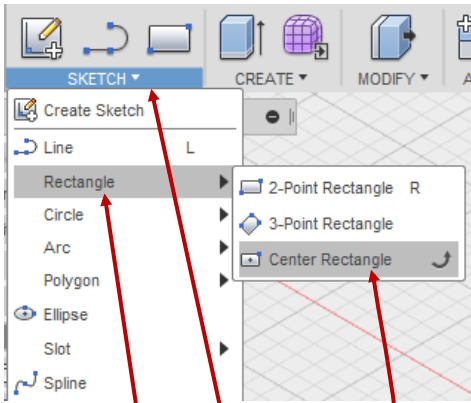 SKETCH ▾ CREATE ▾ MODIFY ▾ A
Create Sketch
Line L
Rectangle
Circle
Arc
Polygon
Ellipse
Slot
Spline
2-Point Rectangle R
3-Point Rectangle
Center Rectangle